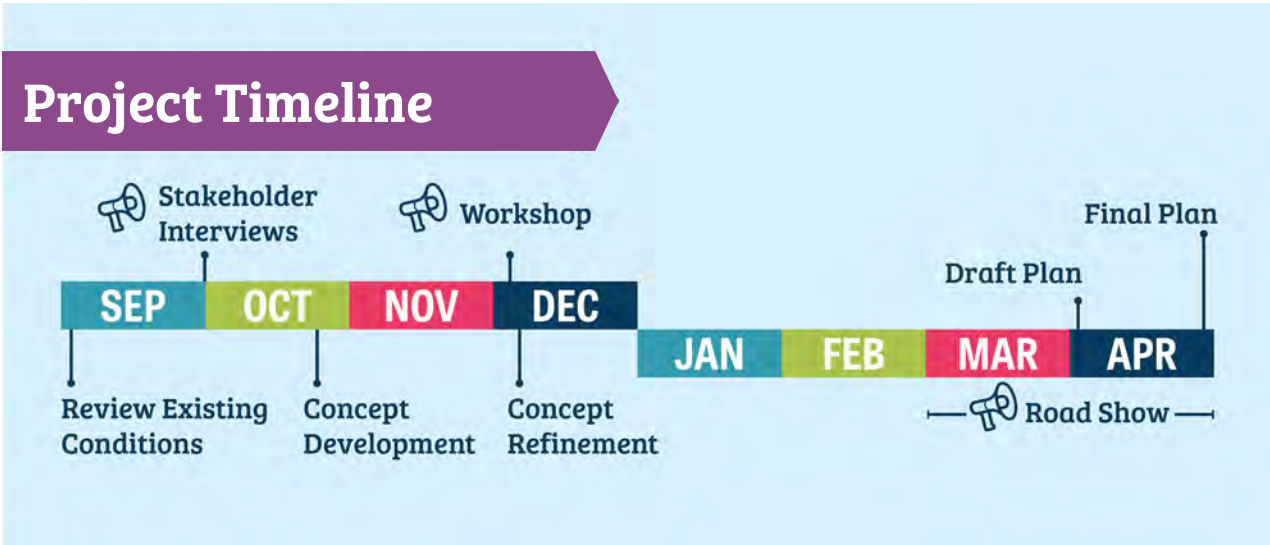 Project Timeline
Stakeholder
Interviews
Workshop
Final Plan
Draft Plan
SEP OCT NOV DEC
JAN FEB MAR APR
Review Existing
Conditions
Concept
Development
Concept
Refinement
Road Show